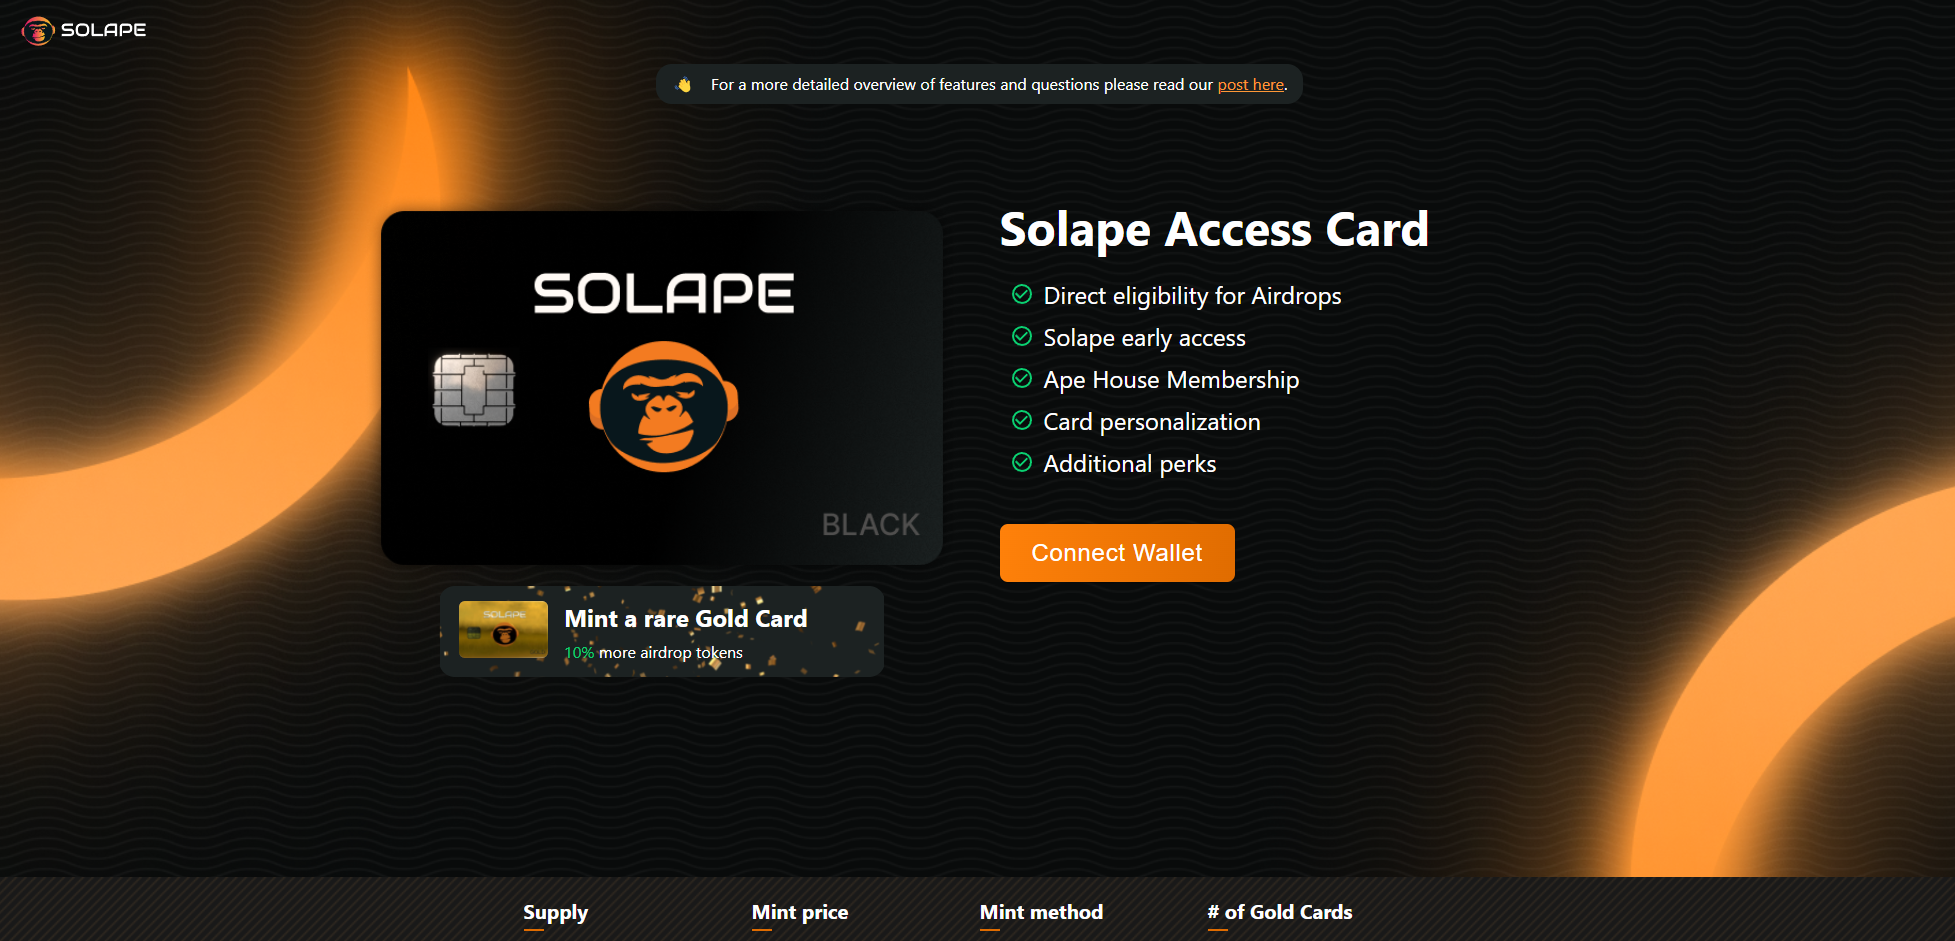 SOLAPE
For a more detailed overview of features and questions please read our post here.
SOLAPE
BLACK
Solape Access Card
Direct eligibility for Airdrops
Solape early access
Ape House Membership
Card personalization
Additional perks
Connect Wallet
SOLAPE
Mint a rare Gold Card
10% more airdrop tokens
Supply
Mint price
Mint method
# of Gold Cards